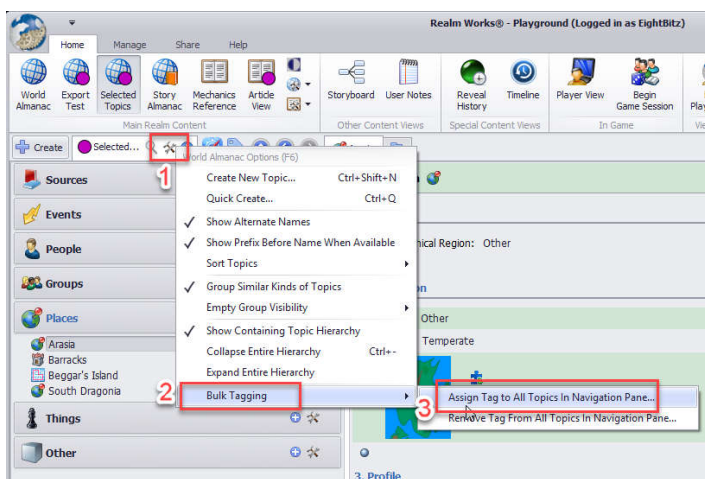 Realm Works® - Playground (Logged in as EightBitz)
Home Manage Share Help
World Almanac
Export Test
Selected Topics
Story Almanac
Mechanics Reference
Article View
Storyboard
User Notes
Reveal History
Timeline
Player View
Begin Game Session
Main Realm Content
Other Content Views
Special Content Views
In Game
Create
Selected...
1
World Almanac Options (F6)
Sources
Create New Topic... Ctrl+Shift+N
Quick Create... Ctrl+Q
Events
Show Alternate Names
People
Show Prefix Before Name When Available
Region: Other
Sort Topics
Groups
Group Similar Kinds of Topics
Empty Group Visibility
Places
Other
Show Containing Topic Hierarchy
Temperate
Arasia
Collapse Entire Hierarchy Ctrl+-
Barracks
Expand Entire Hierarchy
Beggar's Island
2
Bulk Tagging
3
Assign Tag to All Topics In Navigation Pane...
South Dragonia
Things
Remove Tag From All Topics In Navigation Pane...
Other
3. Profile